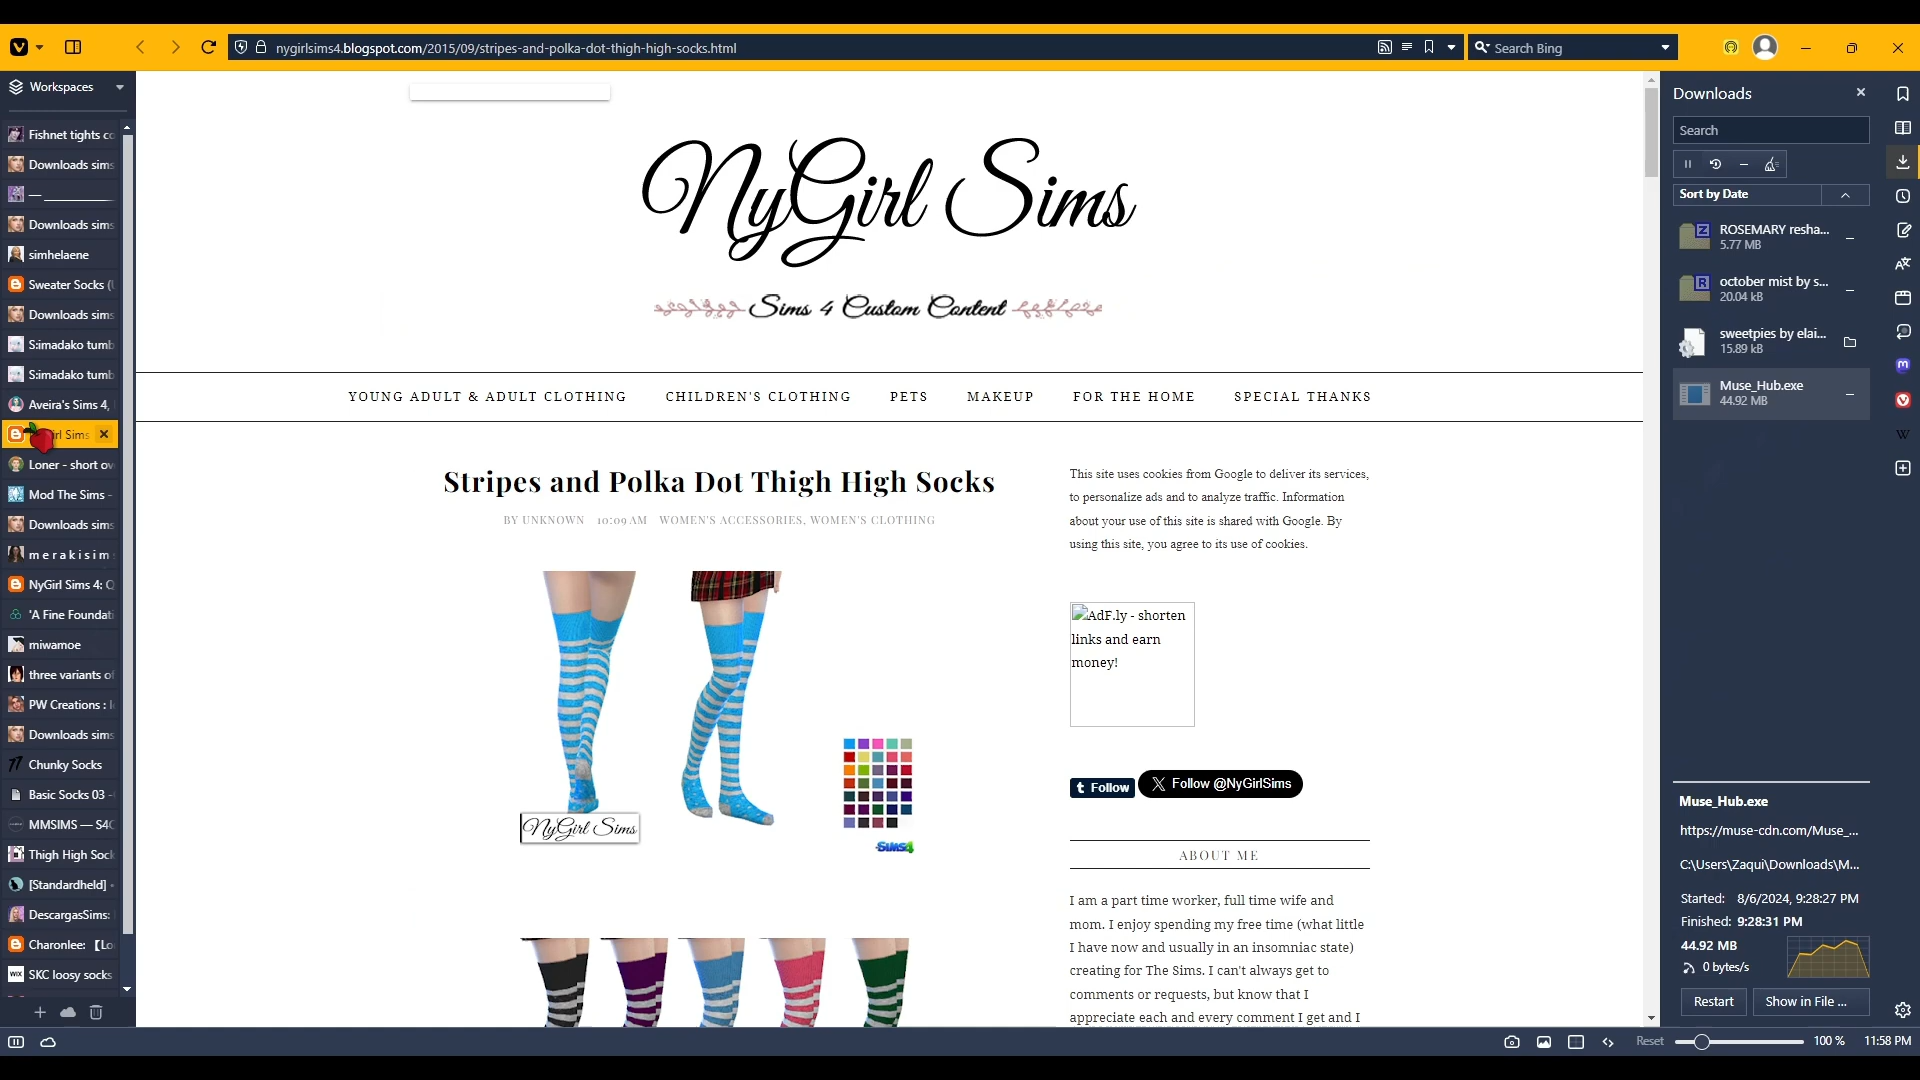 nygirlsims4.blogspot.com/2015/09/stripes-and-polka-dot-thigh-high-socks.html
Search Bing
Workspaces
Fishnet tights co
Downloads sims
— ___________
Downloads sims
simhelaene
Sweater Socks (U
Downloads sims
S:imadako tumb
S:imadako tumb
Aveira's Sims 4,
irl Sims
Loner - short ov
Mod The Sims -
Downloads sims
m e r a k i s i m
NyGirl Sims 4: O
'A Fine Foundati
miwamoe
three variants of
PW Creations : l
Downloads sims
Chunky Socks
Basic Socks 03 -
MMSIMS — S4C
Thigh High Sock
[Standardheld] -
DescargasSims:
Charonlee: 【Lo
SKC loosy socks
NyGirl Sims
Sims 4 Custom Content
YOUNG ADULT & ADULT CLOTHING
CHILDREN'S CLOTHING
PETS
MAKEUP
FOR THE HOME
SPECIAL THANKS
Stripes and Polka Dot Thigh High Socks
BY UNKNOWN 10:09 AM WOMEN'S ACCESSORIES, WOMEN'S CLOTHING
NyGirl Sims
SIMS4
This site uses cookies from Google to deliver its services,
to personalize ads and to analyze traffic. Information
about your use of this site is shared with Google. By
using this site, you agree to its use of cookies.
AdF.ly - shorten
links and earn
money!
t Follow
X Follow @NyGirlSims
ABOUT ME
I am a part time worker, full time wife and
mom. I enjoy spending my free time (what little
I have now and usually in an insomniac state)
creating for The Sims. I can't always get to
comments or requests, but know that I
appreciate each and every comment I get and I
Downloads
Search
Sort by Date
ROSEMARY resha...
5.77 MB
october mist by s...
20.04 kB
sweetpies by elai...
15.89 kB
Muse_Hub.exe
44.92 MB
Muse_Hub.exe
https://muse-cdn.com/Muse_...
C:\Users\Zaqui\Downloads\M...
Started: 8/6/2024, 9:28:27 PM
Finished: 9:28:31 PM
44.92 MB
0 bytes/s
Restart
Show in File ...
Reset
100 %
11:58 PM